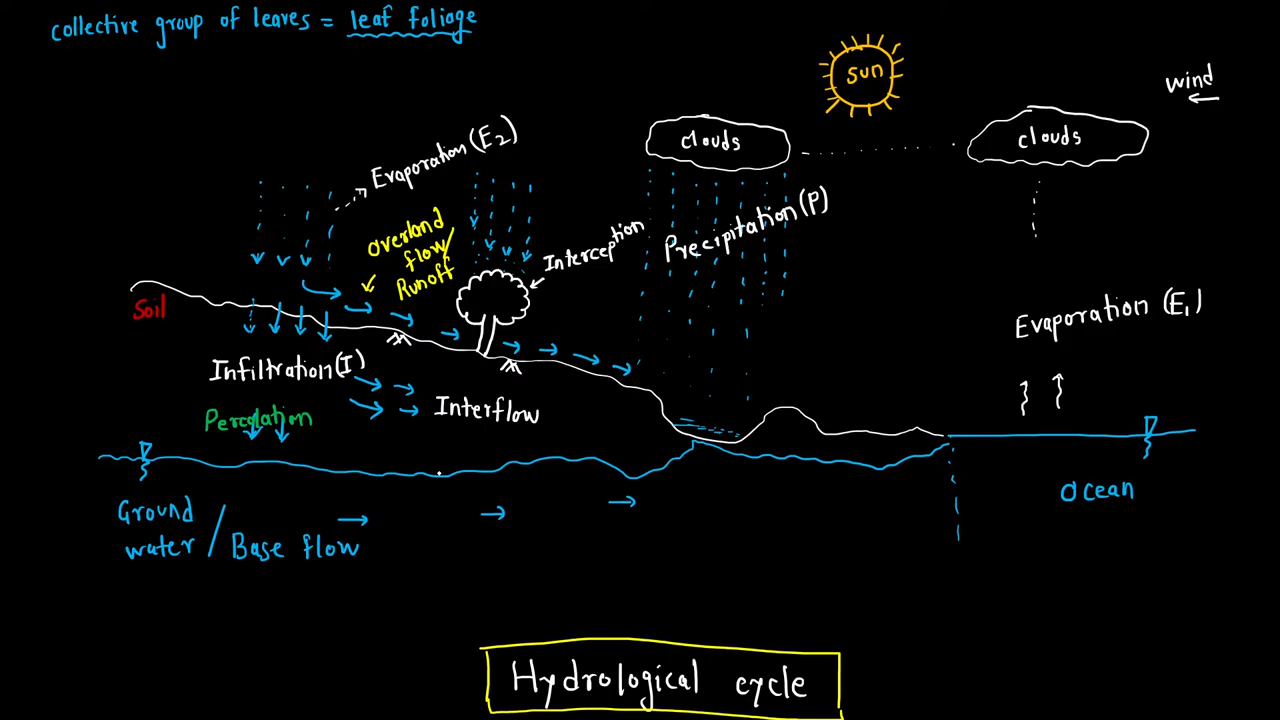 collective group of leaves = leaf foliage
sun
wind
clouds
clouds
Evaporation (E2)
Precipitation (P)
Overland
flow/
Runoff
Interception
Soil
Evaporation (E1)
Infiltration (I)
Percolation
Interflow
Ocean
Ground
water / Base flow
Hydrological cycle